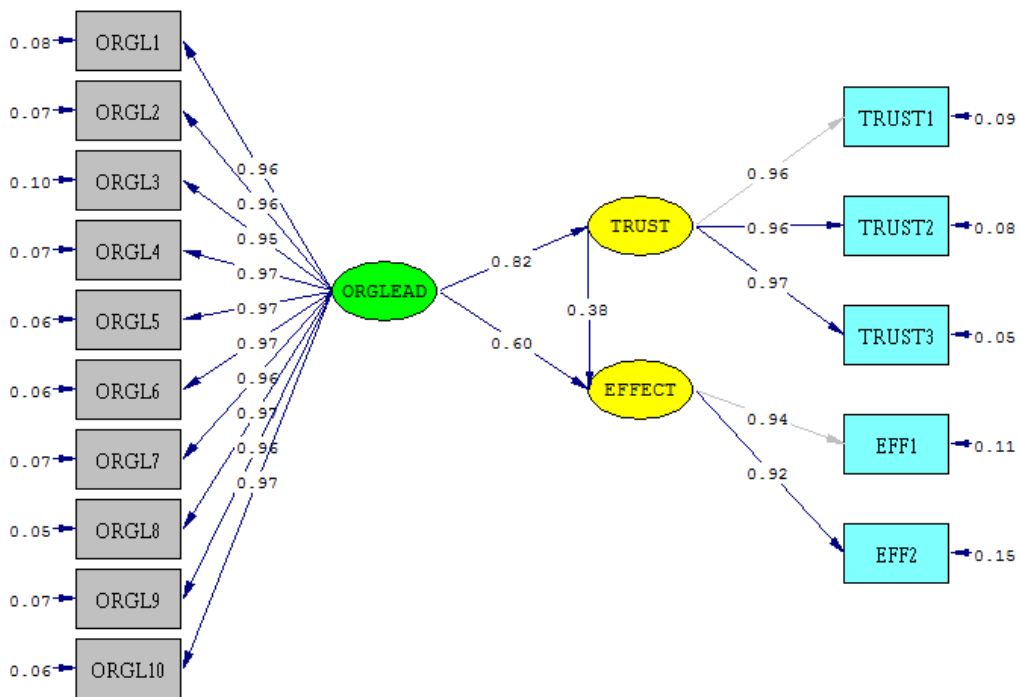 0.08 ORGL1
0.07 ORGL2
0.10 ORGL3
0.07 ORGL4
0.06 ORGL5
0.06 ORGL6
0.07 ORGL7
0.05 ORGL8
0.07 ORGL9
0.06 ORGL10
0.96
0.96
0.95
0.97
0.97
0.97
0.96
0.97
0.96
0.97
ORGLEAD
0.82
0.60
TRUST
0.38
EFFECT
0.96
0.96
0.97
0.94
0.92
TRUST1 0.09
TRUST2 0.08
TRUST3 0.05
EFF1 0.11
EFF2 0.15